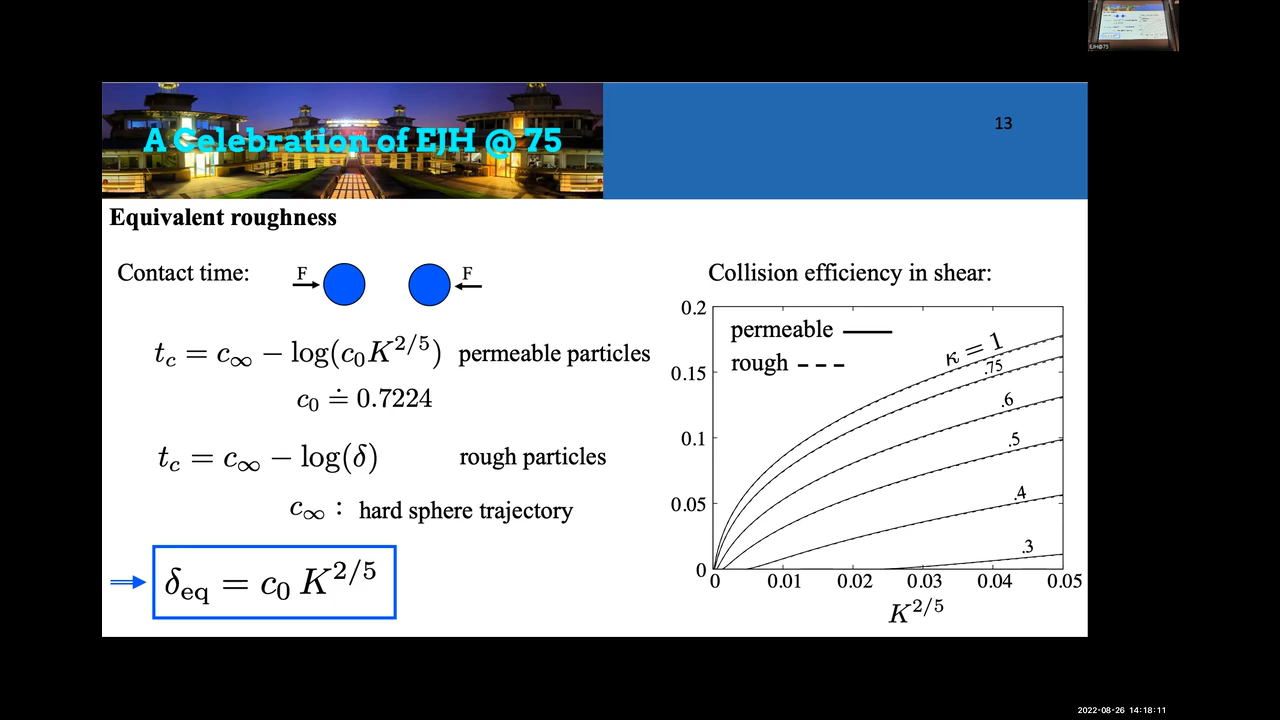 EJH@75
A Celebration of EJH @ 75
13
Equivalent roughness
Contact time:
F
F
t_c = c_∞ − log(c_0 K^{2/5}) permeable particles
c_0 ≐ 0.7224
t_c = c_∞ − log(δ) rough particles
c_∞ : hard sphere trajectory
⇒ δ_eq = c_0 K^{2/5}
Collision efficiency in shear:
0.2
0.15
0.1
0.05
0
permeable
rough
κ = 1
.75
.6
.5
.4
.3
0 0.01 0.02 0.03 0.04 0.05
K^{2/5}
2022-08-26 14:18:11